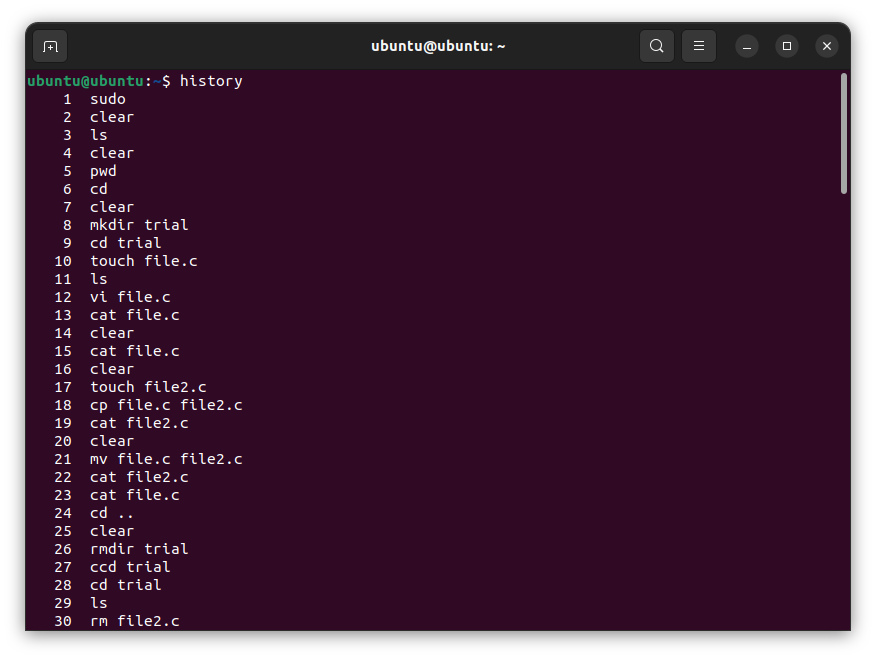 ubuntu@ubuntu: ~
ubuntu@ubuntu:~$ history
    1  sudo
    2  clear
    3  ls
    4  clear
    5  pwd
    6  cd
    7  clear
    8  mkdir trial
    9  cd trial
   10  touch file.c
   11  ls
   12  vi file.c
   13  cat file.c
   14  clear
   15  cat file.c
   16  clear
   17  touch file2.c
   18  cp file.c file2.c
   19  cat file2.c
   20  clear
   21  mv file.c file2.c
   22  cat file2.c
   23  cat file.c
   24  cd ..
   25  clear
   26  rmdir trial
   27  ccd trial
   28  cd trial
   29  ls
   30  rm file2.c